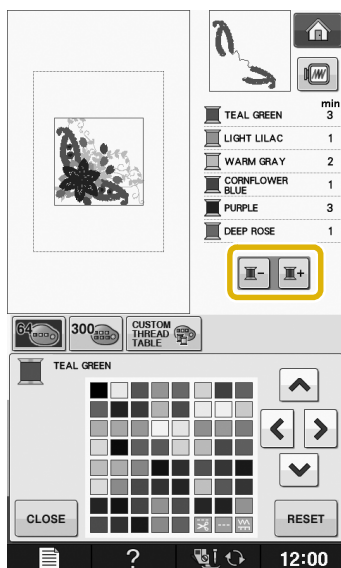 min
TEAL GREEN 3
LIGHT LILAC 1
WARM GRAY 2
CORNFLOWER
BLUE 1
PURPLE 3
DEEP ROSE 1
- +
64 300 CUSTOM
THREAD
TABLE
TEAL GREEN
CLOSE RESET
? 12:00